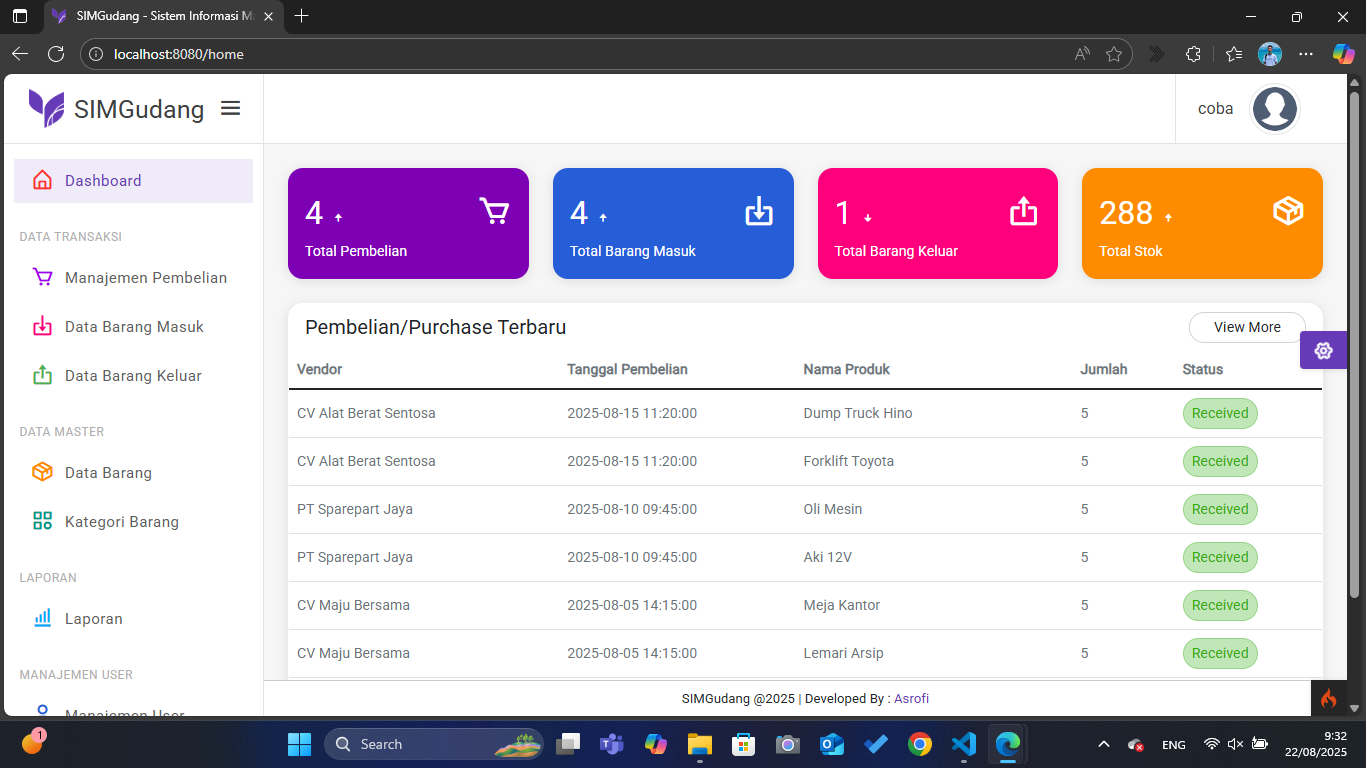 SIMGudang - Sistem Informasi Ma
localhost:8080/home
SIMGudang
coba
Dashboard
DATA TRANSAKSI
Manajemen Pembelian
Data Barang Masuk
Data Barang Keluar
DATA MASTER
Data Barang
Kategori Barang
LAPORAN
Laporan
MANAJEMEN USER
Manajemen User
4
Total Pembelian
4
Total Barang Masuk
1
Total Barang Keluar
288
Total Stok
Pembelian/Purchase Terbaru
View More
Vendor Tanggal Pembelian Nama Produk Jumlah Status
CV Alat Berat Sentosa 2025-08-15 11:20:00 Dump Truck Hino 5 Received
CV Alat Berat Sentosa 2025-08-15 11:20:00 Forklift Toyota 5 Received
PT Sparepart Jaya 2025-08-10 09:45:00 Oli Mesin 5 Received
PT Sparepart Jaya 2025-08-10 09:45:00 Aki 12V 5 Received
CV Maju Bersama 2025-08-05 14:15:00 Meja Kantor 5 Received
CV Maju Bersama 2025-08-05 14:15:00 Lemari Arsip 5 Received
SIMGudang @2025 | Developed By : Asrofi
1
Search
ENG
9:32
22/08/2025